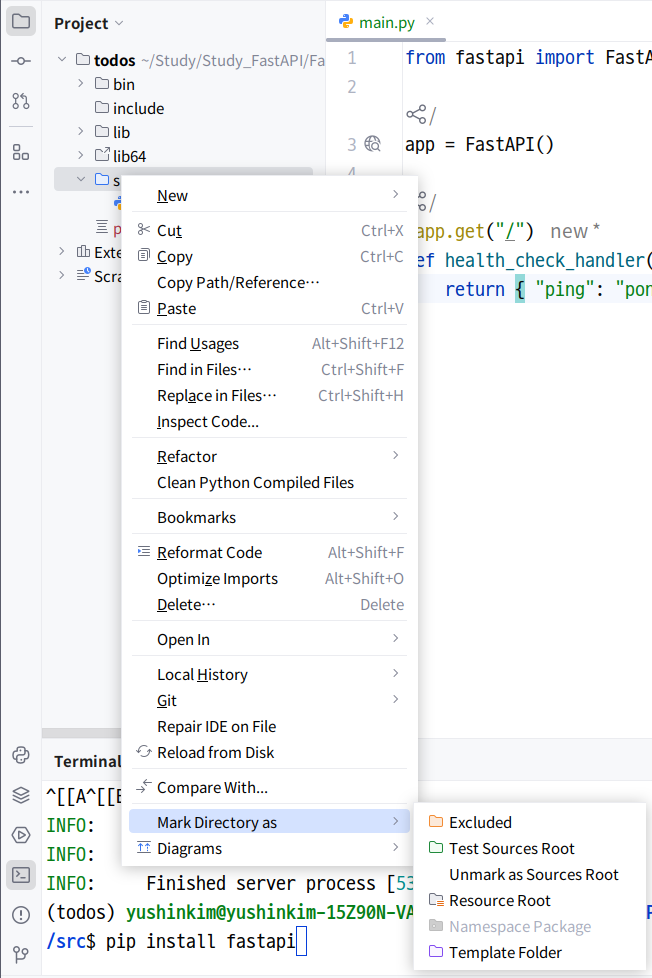 Project
main.py
todos ~/Study/Study_FastAPI/Fa
bin
include
lib
lib64
s
p
Exte
Scra
1 from fastapi import FastA
2
/
3 app = FastAPI()
4
/
app.get("/") new *
ef health_check_handler(
return { "ping": "pon
New
Cut Ctrl+X
Copy Ctrl+C
Copy Path/Reference…
Paste Ctrl+V
Find Usages Alt+Shift+F12
Find in Files… Ctrl+Shift+F
Replace in Files… Ctrl+Shift+H
Inspect Code...
Refactor
Clean Python Compiled Files
Bookmarks
Reformat Code Alt+Shift+F
Optimize Imports Alt+Shift+O
Delete… Delete
Open In
Local History
Git
Repair IDE on File
Reload from Disk
Compare With...
Mark Directory as
Diagrams
Excluded
Test Sources Root
Unmark as Sources Root
Resource Root
Namespace Package
Template Folder
Terminal
^[[A^[[B
INFO:
INFO:
INFO: Finished server process [53
(todos) yushinkim@yushinkim-15Z90N-VA
/src$ pip install fastapi